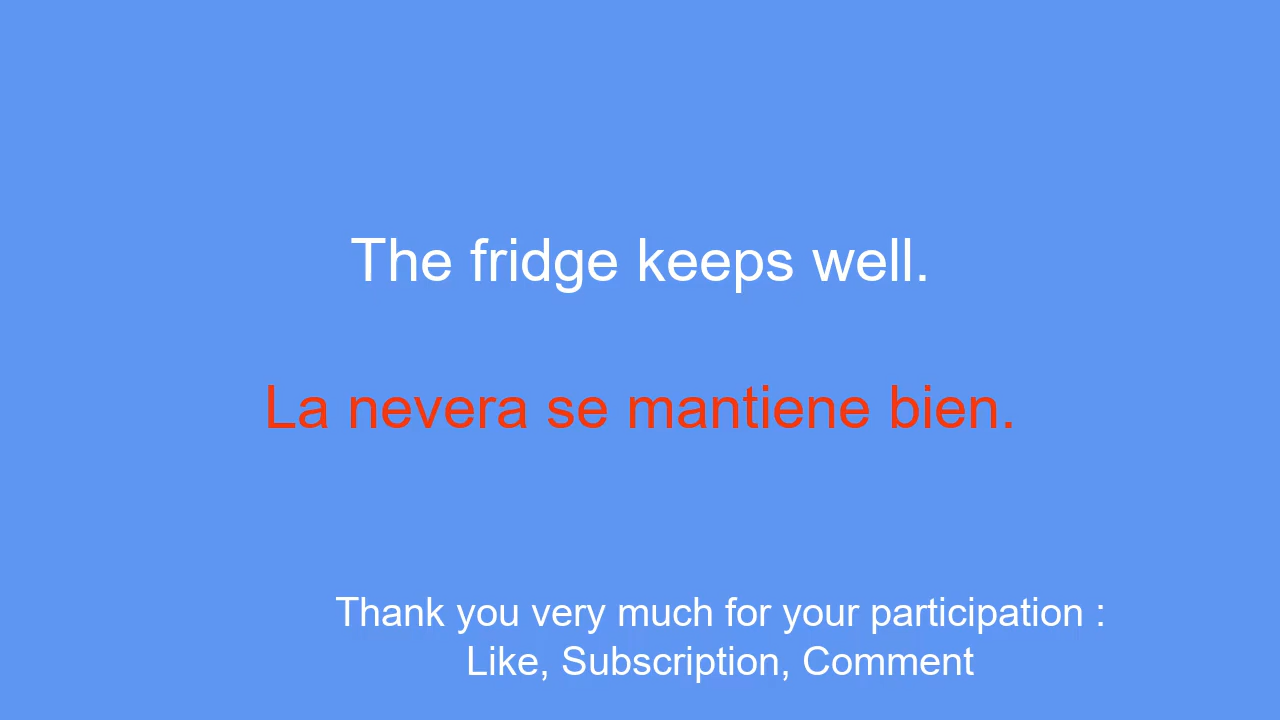 The fridge keeps well.
La nevera se mantiene bien.
Thank you very much for your participation :
Like, Subscription, Comment